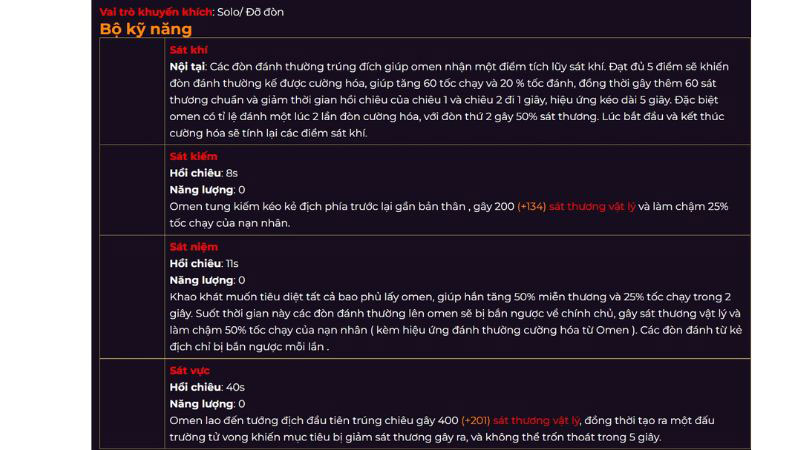 Vai trò khuyến khích: Solo/ Đỡ đòn
Bộ kỹ năng
Sát khí
Nội tại: Các đòn đánh thường trúng đích giúp omen nhận một điểm tích lũy sát khí. Đạt đủ 5 điểm sẽ khiến
đòn đánh thường kế được cường hóa, giúp tăng 60 tốc chạy và 20 % tốc đánh, đồng thời gây thêm 60 sát
thương chuẩn và giảm thời gian hồi chiêu của chiêu 1 và chiêu 2 đi 1 giây, hiệu ứng kéo dài 5 giây. Đặc biệt
omen có tỉ lệ đánh một lúc 2 lần đòn cường hóa, với đòn thứ 2 gây 50% sát thương. Lúc bắt đầu và kết thúc
cường hóa sẽ tính lại các điểm sát khí.
Sát kiếm
Hồi chiêu: 8s
Năng lượng: 0
Omen tung kiếm kéo kẻ địch phía trước lại gần bản thân , gây 200 (+134) sát thương vật lý và làm chậm 25%
tốc chạy của nạn nhân.
Sát niệm
Hồi chiêu: 11s
Năng lượng: 0
Khao khát muốn tiêu diệt tất cả bao phủ lấy omen, giúp hắn tăng 50% miễn thương và 25% tốc chạy trong 2
giây. Suốt thời gian này các đòn đánh thường lên omen sẽ bị bắn ngược về chính chủ, gây sát thương vật lý và
làm chậm 50% tốc chạy của nạn nhân ( kèm hiệu ứng đánh thường cường hóa từ Omen ). Các đòn đánh từ kẻ
địch chỉ bị bắn ngược mỗi lần .
Sát vực
Hồi chiêu: 40s
Năng lượng: 0
Omen lao đến tướng địch đầu tiên trúng chiêu gây 400 (+201) sát thương vật lý, đồng thời tạo ra một đấu
trường tử vong khiến mục tiêu bị giảm sát thương gây ra, và không thể trốn thoát trong 5 giây.